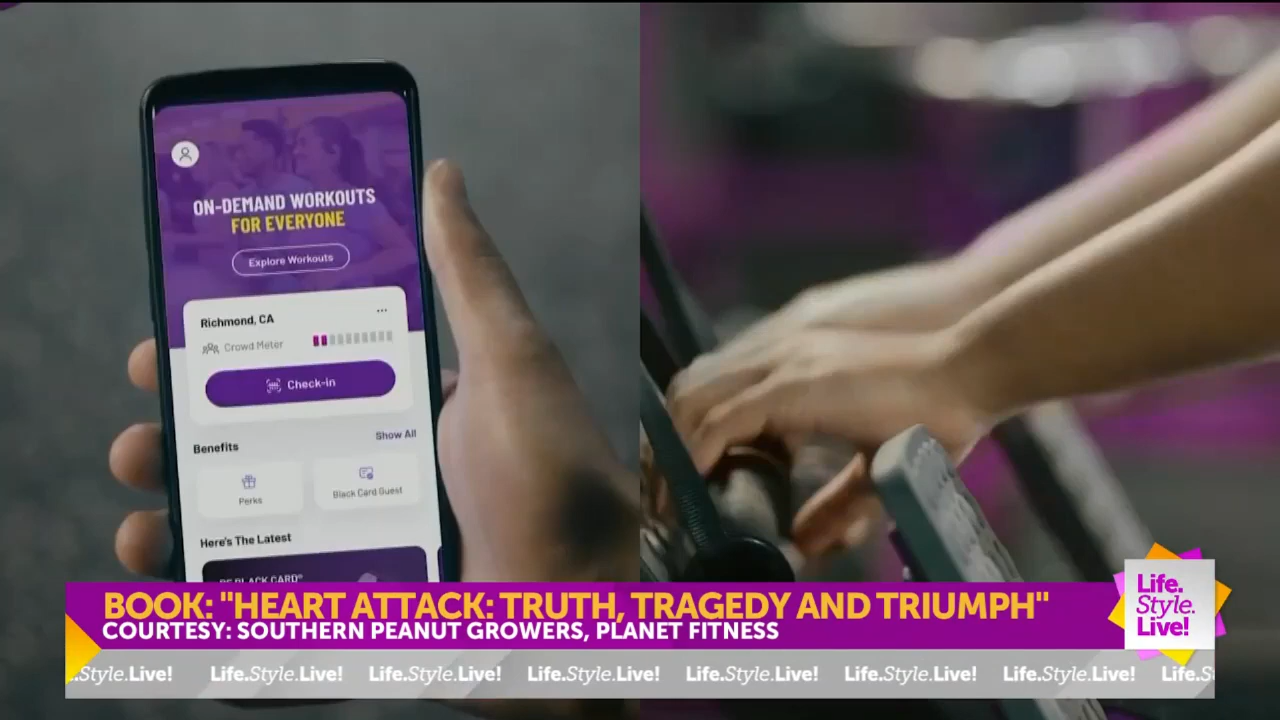 ON-DEMAND WORKOUTS
FOR EVERYONE
Explore Workouts
Richmond, CA
Crowd Meter
Check-in
Benefits
Show All
Perks
Black Card Guest
Here's The Latest
BLACK CARD®
BOOK: "HEART ATTACK: TRUTH, TRAGEDY AND TRIUMPH"
COURTESY: SOUTHERN PEANUT GROWERS, PLANET FITNESS
Life.
Style.
Live!
.Style.Live! Life.Style.Live! Life.Style.Live! Life.Style.Live! Life.Style.Live! Life.Style.Live! Life.Style.Live! Life.S